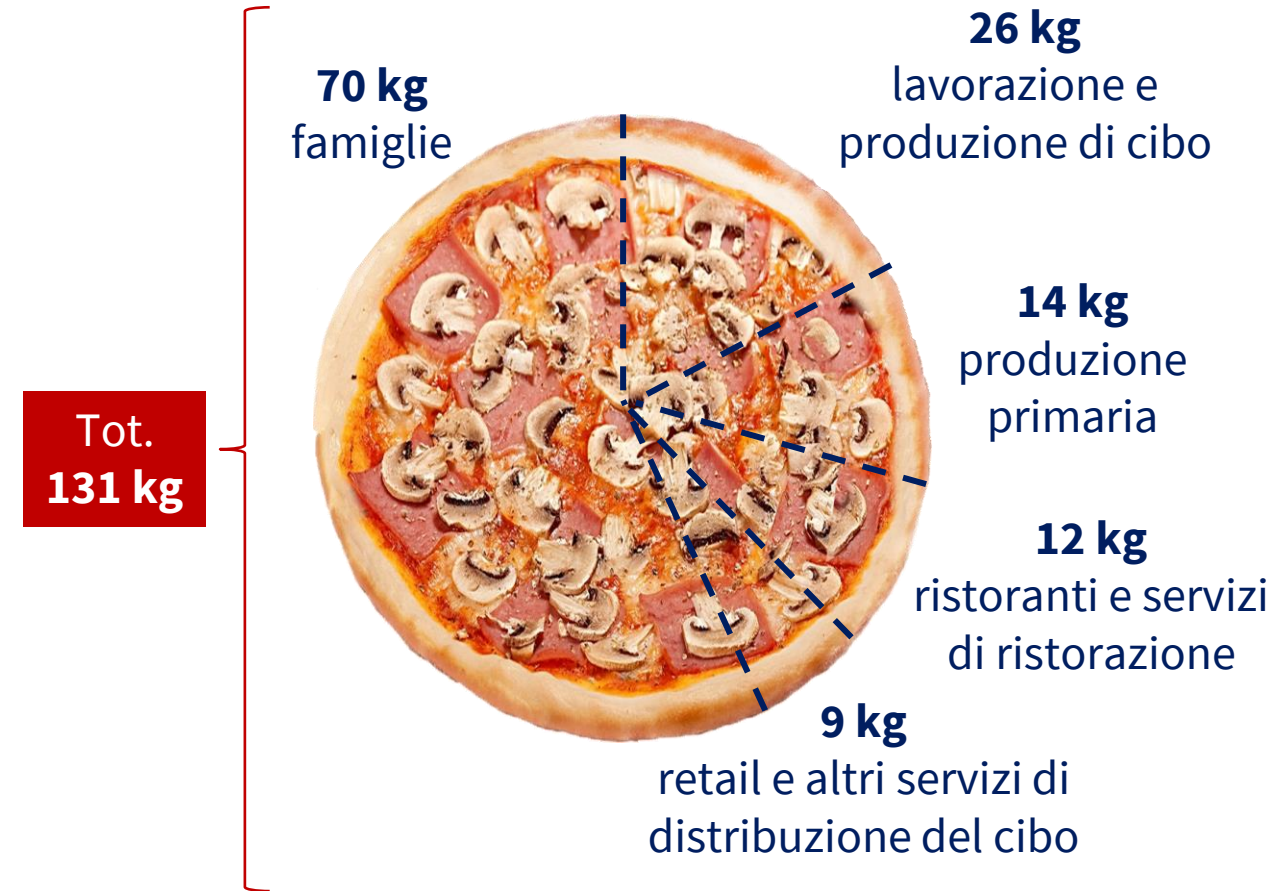 Tot.
131 kg
70 kg
famiglie
26 kg
lavorazione e
produzione di cibo
14 kg
produzione
primaria
12 kg
ristoranti e servizi
di ristorazione
9 kg
retail e altri servizi di
distribuzione del cibo